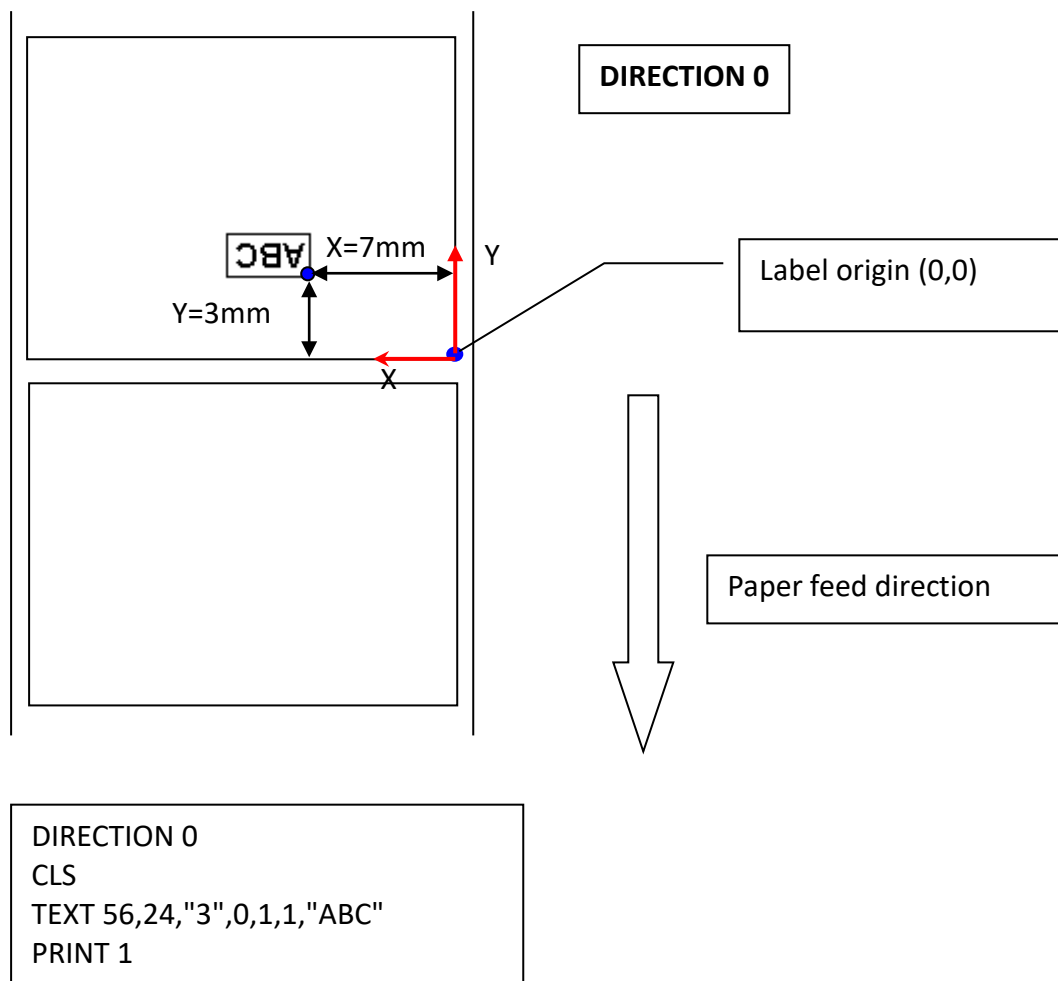 DIRECTION 0
ABC
X=7mm
Y
Label origin (0,0)
Y=3mm
X
Paper feed direction
DIRECTION 0
CLS
TEXT 56,24,"3",0,1,1,"ABC"
PRINT 1